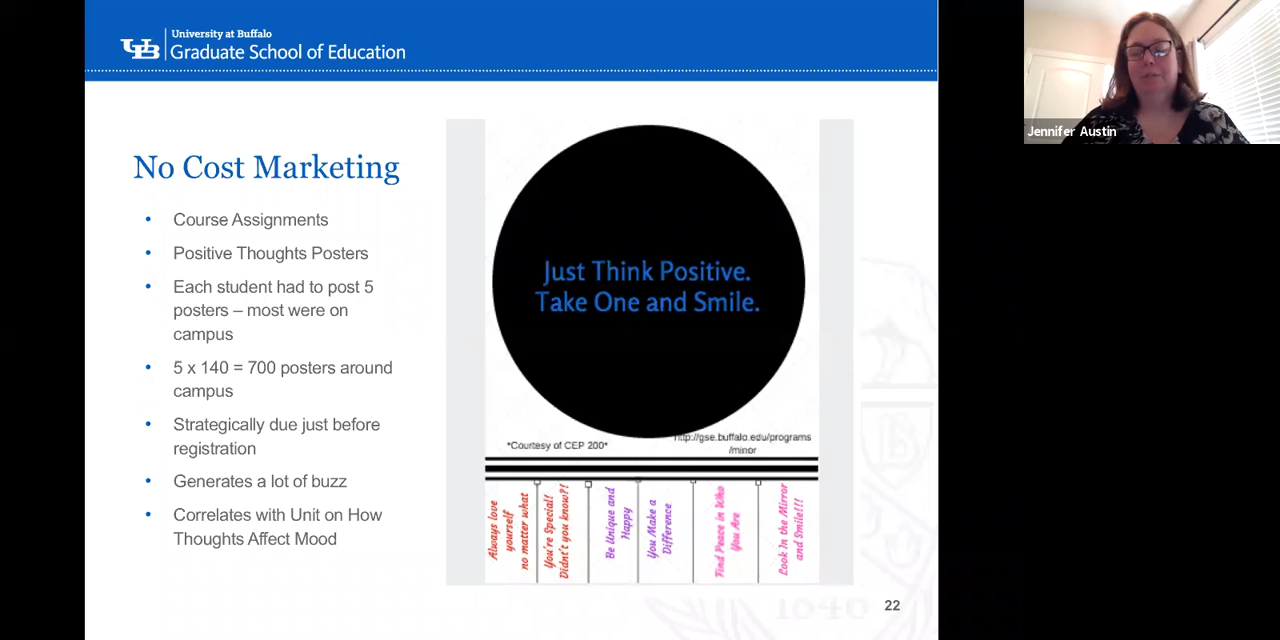 University at Buffalo
UB Graduate School of Education
Jennifer Austin
No Cost Marketing
• Course Assignments
• Positive Thoughts Posters
• Each student had to post 5
posters – most were on
campus
• 5 x 140 = 700 posters around
campus
• Strategically due just before
registration
• Generates a lot of buzz
• Correlates with Unit on How
Thoughts Affect Mood
Just Think Positive.
Take One and Smile.
*Courtesy of CEP 200*
http://gse.buffalo.edu/programs
/minor
Always love
yourself
no matter what
You're Special!
Didnt't you know?!
Be Unique and
Happy
You Make a
Difference
Find Peace in Who
You Are
Look In the Mirror
and Smile!!!
1846
22